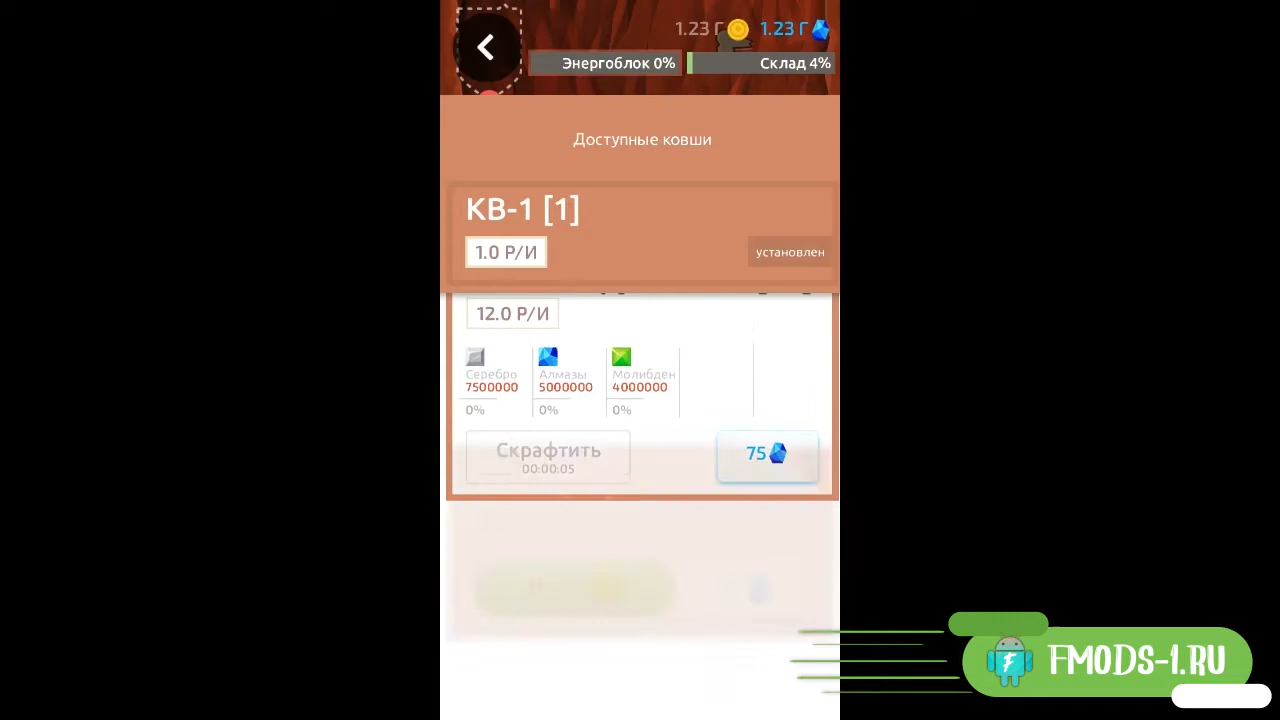 1.23 Г 1.23 Г
Энергоблок 0% Склад 4%
Доступные ковши
КВ-1 [1]
1.0 Р/И
установлен
12.0 Р/И
Серебро Алмазы Молибден
7500000 5000000 4000000
0% 0% 0%
Скрафтить
00:00:05
75
F
FMODS-1.RU